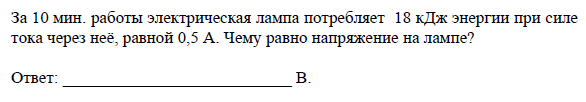 За 10 мин. работы электрическая лампа потребляет 18 кДж энергии при силе
тока через неё, равной 0,5 А. Чему равно напряжение на лампе?
Ответ: ____________________________ В.